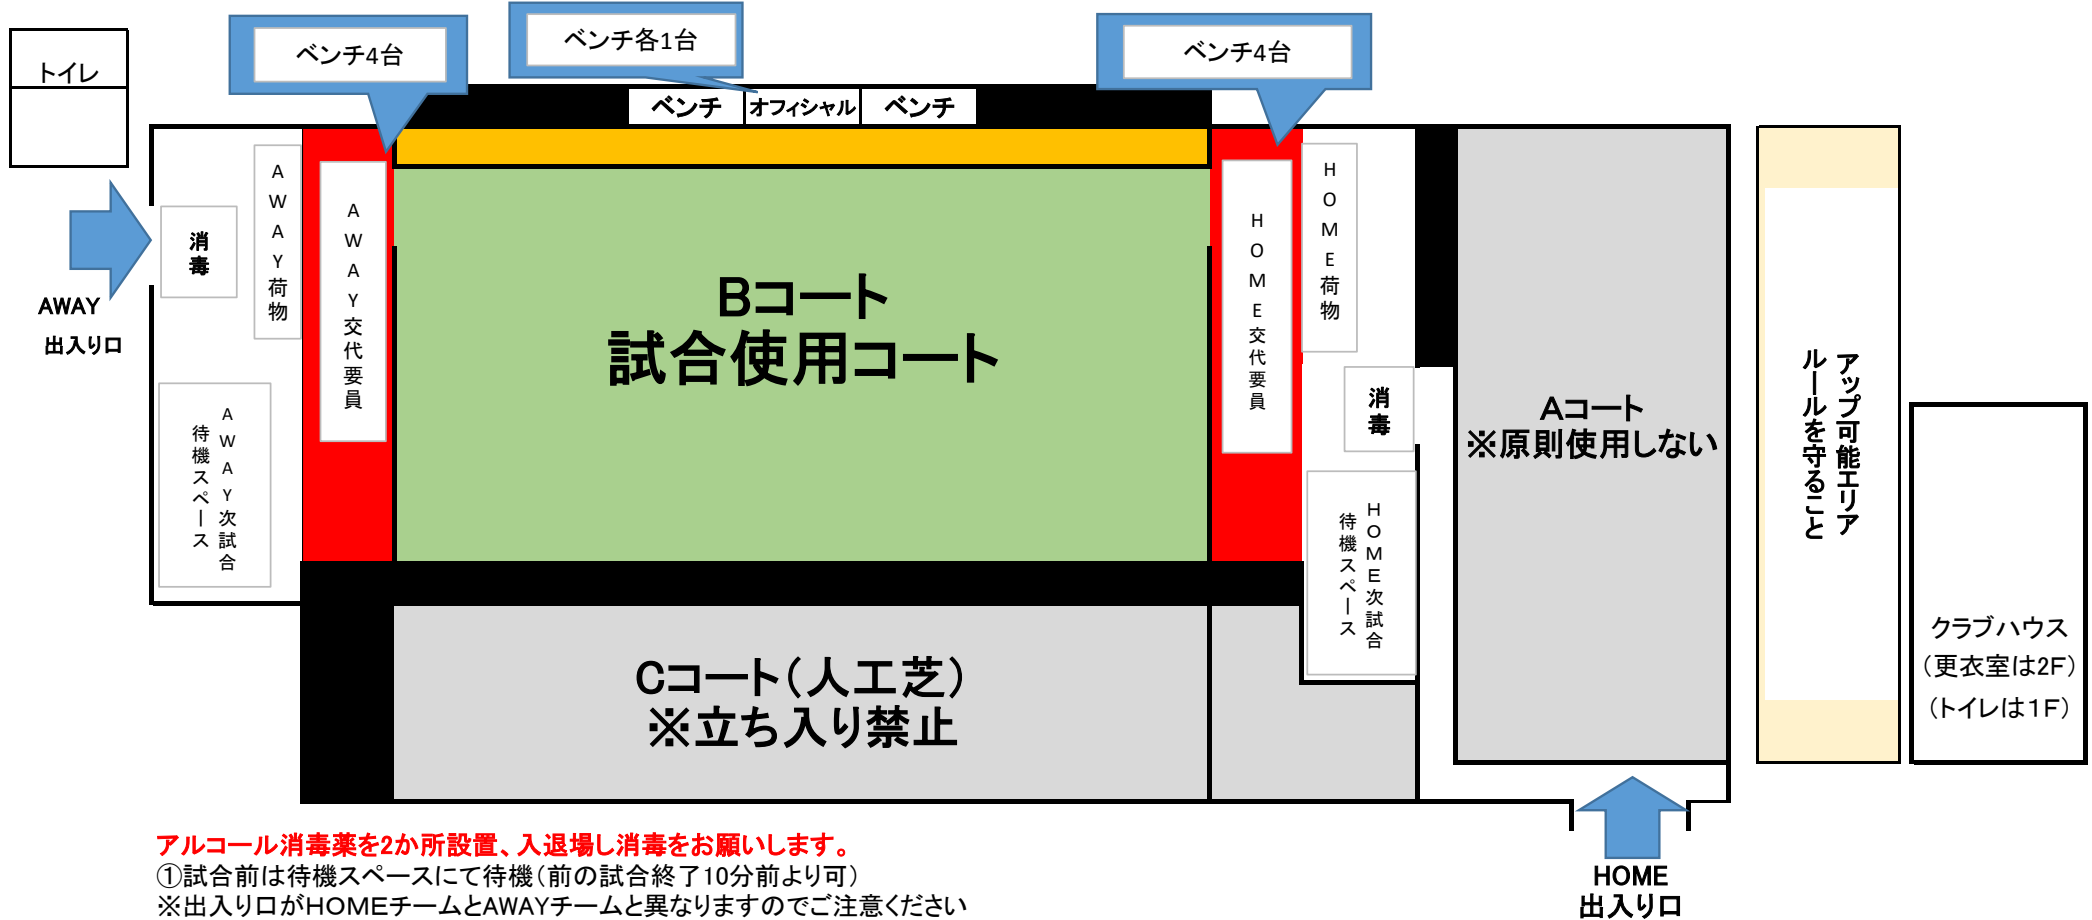 トイレ
ベンチ4台
ベンチ各1台
ベンチ4台
ベンチ
オフィシャル
ベンチ
AWAY
出入り口
消毒
AWAY荷物
AWAY交代要員
AWAY次試合
待機スペース
Bコート
試合使用コート
HOME交代要員
HOME荷物
消毒
HOME次試合
待機スペース
Aコート
※原則使用しない
アップ可能エリア
ルールを守ること
クラブハウス
(更衣室は2F)
(トイレは1F)
Cコート(人工芝)
※立ち入り禁止
HOME
出入り口
アルコール消毒薬を2か所設置、入退場し消毒をお願いします。
①試合前は待機スペースにて待機(前の試合終了10分前より可)
※出入り口がHOMEチームとAWAYチームと異なりますのでご注意ください